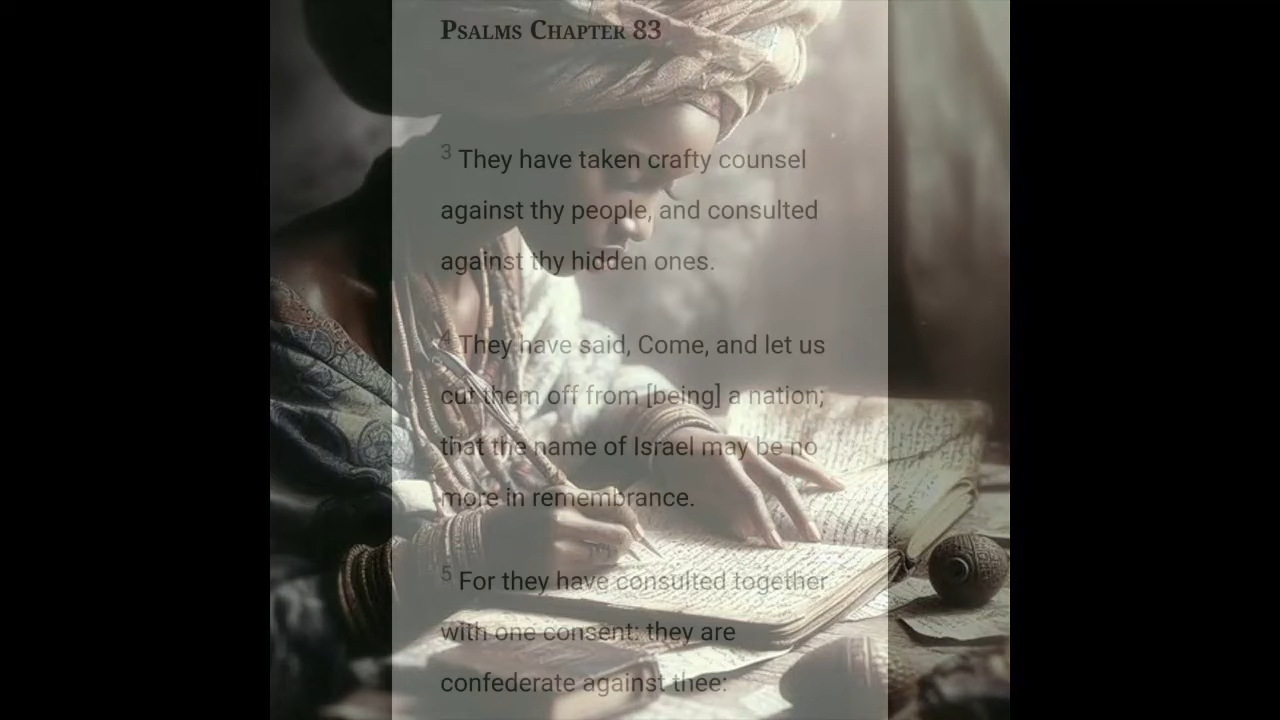 PSALMS CHAPTER 83
3 They have taken crafty counsel
against thy people, and consulted
against thy hidden ones.
4 They have said, Come, and let us
cut them off from [being] a nation;
that the name of Israel may be no
more in remembrance.
5 For they have consulted together
with one consent: they are
confederate against thee: